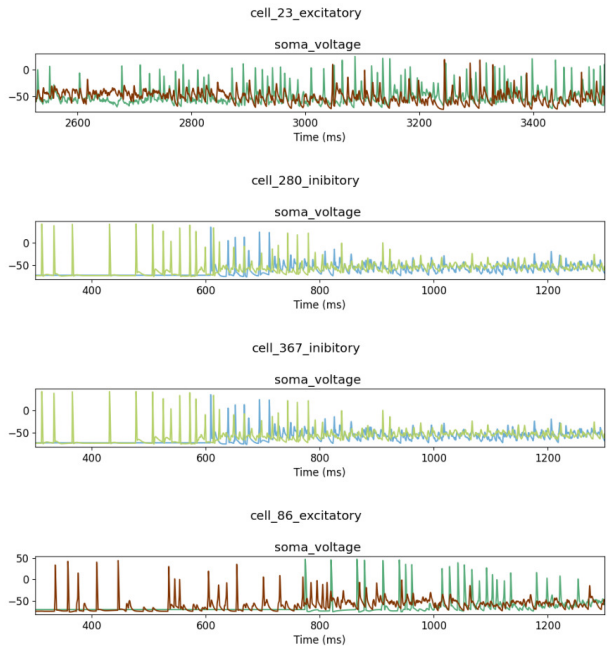 cell_23_excitatory
soma_voltage
0
−50
2600 2800 3000 3200 3400
Time (ms)
cell_280_inibitory
soma_voltage
0
−50
400 600 800 1000 1200
Time (ms)
cell_367_inibitory
soma_voltage
0
−50
400 600 800 1000 1200
Time (ms)
cell_86_excitatory
soma_voltage
50
0
−50
400 600 800 1000 1200
Time (ms)